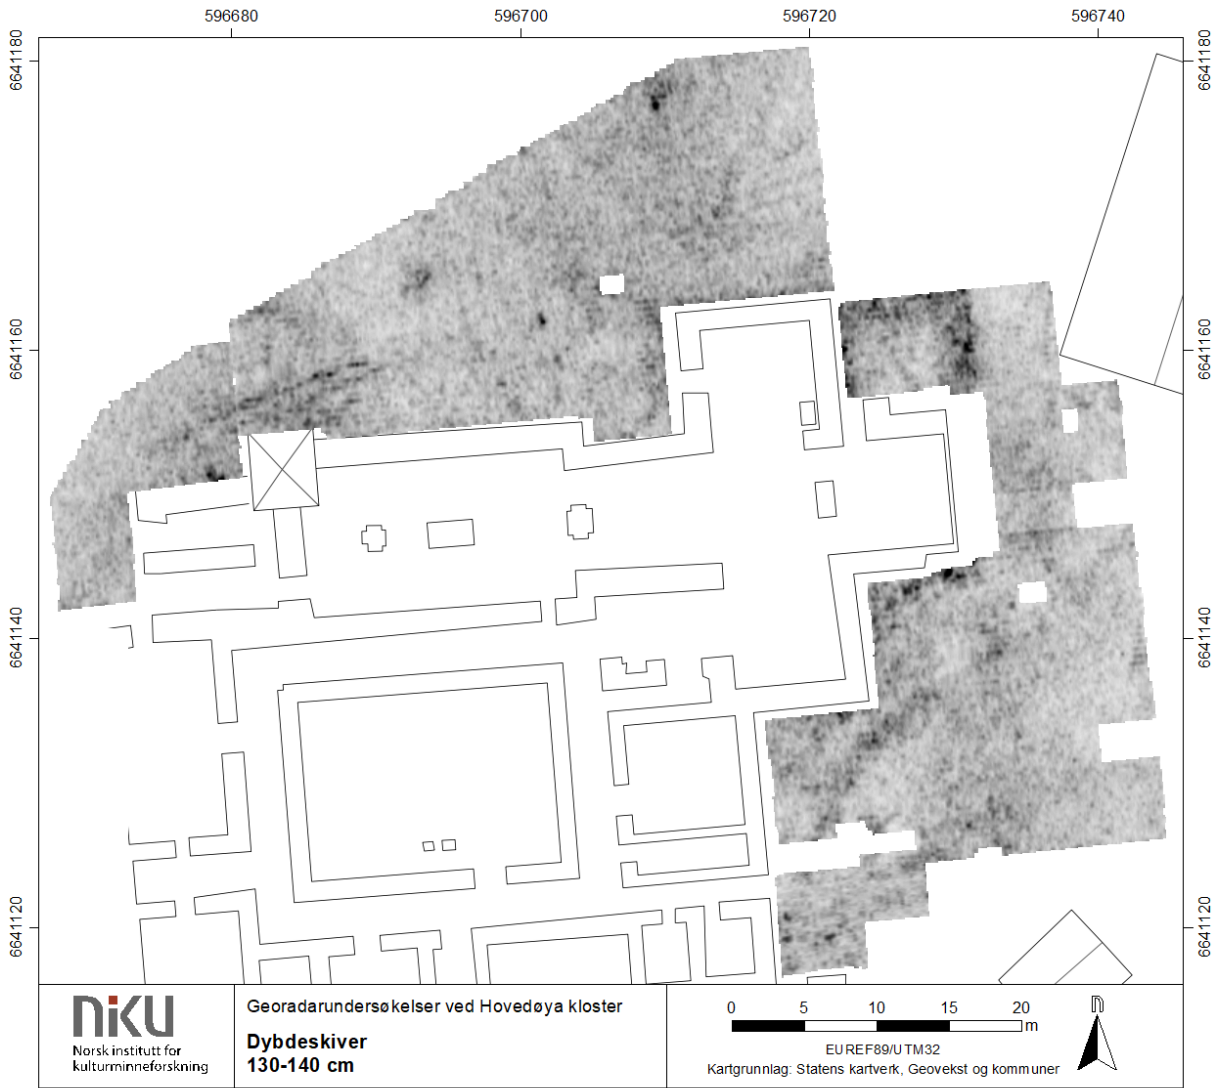 596680
596700
596720
596740
6641180
6641180
6641160
6641160
6641140
6641140
6641120
6641120
niku
Norsk institutt for
kulturminneforskning
Georadarundersøkelser ved Hovedøya kloster
Dybdeskiver
130-140 cm
0 5 10 15 20
m
EUREF89/UTM32
Kartgrunnlag: Statens kartverk, Geovekst og kommuner
n